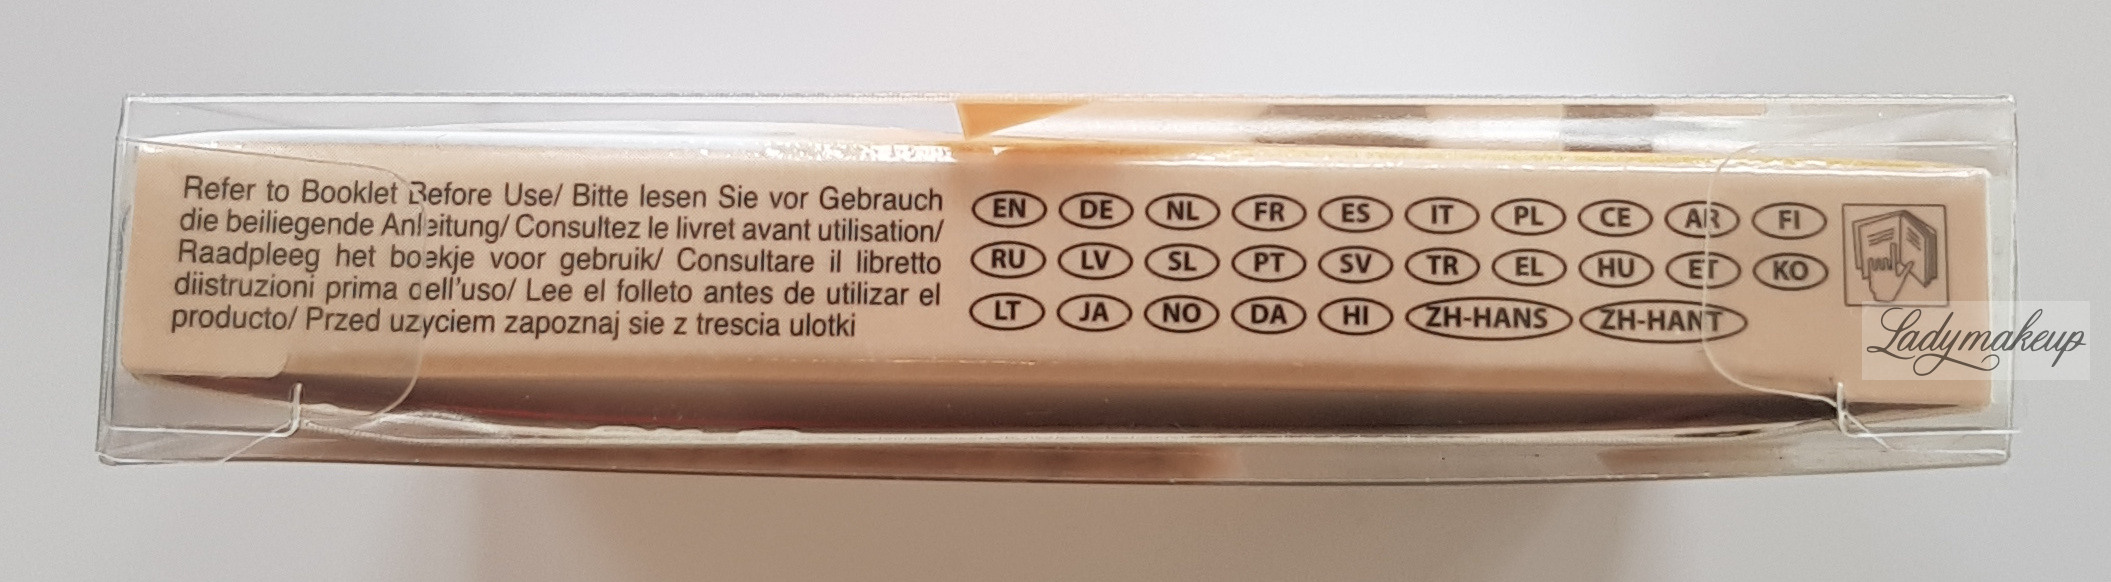 Refer to Booklet Before Use/ Bitte lesen Sie vor Gebrauch
die beiliegende Anleitung/ Consultez le livret avant utilisation/
Raadpleeg het boekje voor gebruik/ Consultare il libretto
diistruzioni prima dell'uso/ Lee el folleto antes de utilizar el
producto/ Przed uzyciem zapoznaj sie z trescia ulotki
EN DE NL FR ES IT PL CE AR FI
RU LV SL PT SV TR EL HU ET KO
LT JA NO DA HI ZH-HANS ZH-HANT
Ladymakeup